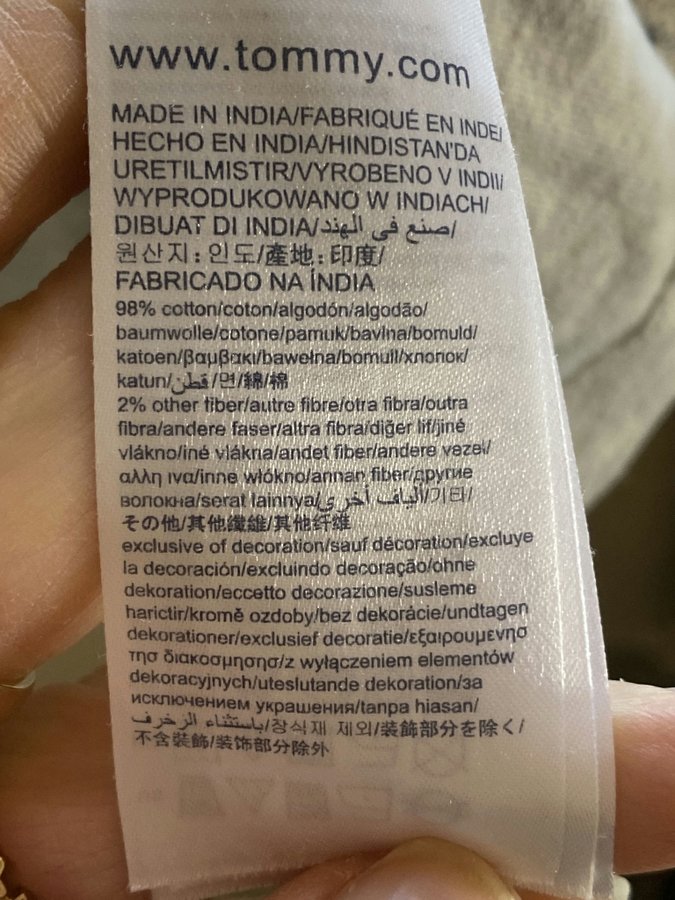 www.tommy.com
MADE IN INDIA/FABRIQUÉ EN INDE/
HECHO EN INDIA/HINDISTAN'DA
URETILMISTIR/VYROBENO V INDII/
WYPRODUKOWANO W INDIACH/
DIBUAT DI INDIA/صنع في الهند/
원산지: 인도/產地: 印度/
FABRICADO NA ÍNDIA
98% cotton/coton/algodón/algodão/
baumwolle/cotone/pamuk/bavlna/bomuld/
katoen/βαμβακι/bawełna/bomull/хлопок/
katun/قطن/면/綿/棉
2% other fiber/autre fibre/otra fibra/outra
fibra/andere faser/altra fibra/diğer lif/jiné
vlákno/iné vlákna/andet fiber/andere vezel/
αλλη ινα/inne włókno/annan fiber/другие
волокна/serat lainnya/ألياف أخرى/기타/
その他/其他纖維/其他纤维
exclusive of decoration/sauf décoration/excluye
la decoración/excluindo decoração/ohne
dekoration/eccetto decorazione/susleme
harictir/kromě ozdoby/bez dekorácie/undtagen
dekorationer/exclusief decoratie/εξαιρουμενησ
τησ διακοσμησησ/z wyłączeniem elementów
dekoracyjnych/uteslutande dekoration/за
исключением украшения/tanpa hiasan/
باستثناء الزخرف/장식재 제외/装飾部分を除く/
不含裝飾/装饰部分除外